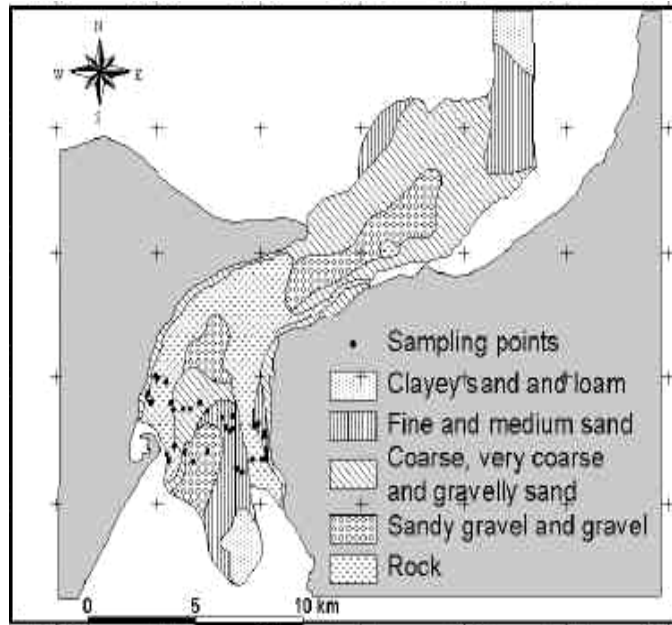 N
W E
S
Sampling points
Clayey sand and loam
Fine and medium sand
Coarse, very coarse
and gravelly sand
Sandy gravel and gravel
Rock
0 5 10 km